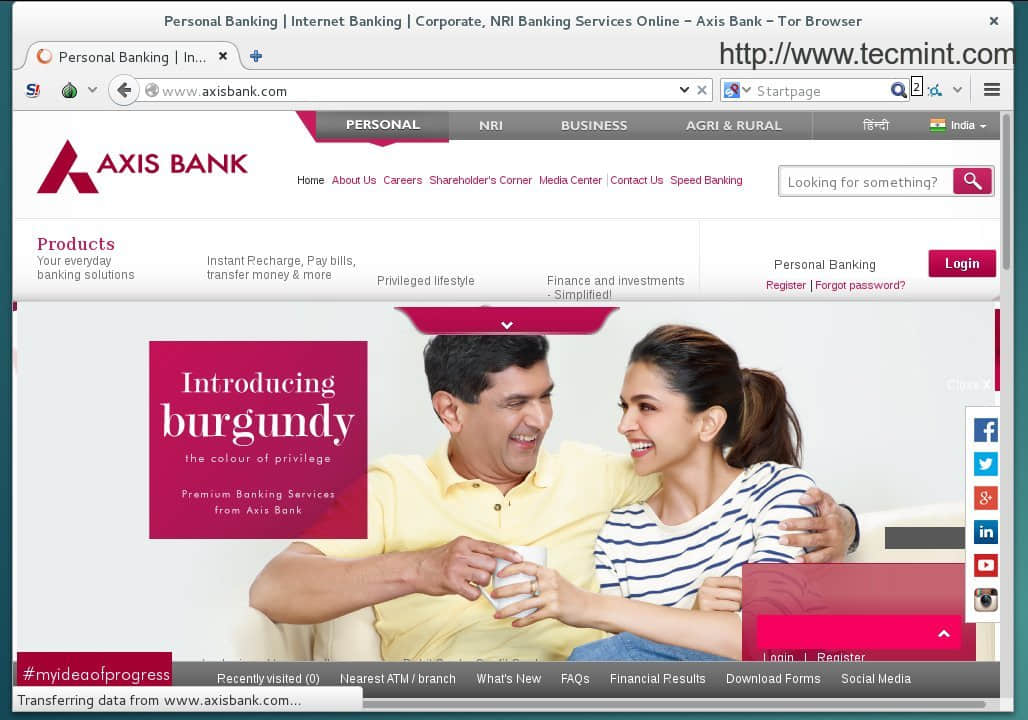 Personal Banking | Internet Banking | Corporate, NRI Banking Services Online – Axis Bank – Tor Browser
Personal Banking | In...
http://www.tecmint.com
www.axisbank.com
Startpage
2
PERSONAL
NRI
BUSINESS
AGRI & RURAL
हिन्दी
India
AXIS BANK
Home
About Us
Careers
Shareholder's Corner
Media Center
Contact Us
Speed Banking
Looking for something?
Products
Your everyday
banking solutions
Instant Recharge, Pay bills,
transfer money & more
Privileged lifestyle
Finance and investments
- Simplified!
Personal Banking
Login
Register | Forgot password?
Introducing
burgundy
the colour of privilege
Premium Banking Services
from Axis Bank
Close X
Login | Register
#myideaofprogress
Recently visited (0)
Nearest ATM / branch
What's New
FAQs
Financial Results
Download Forms
Social Media
Transferring data from www.axisbank.com...